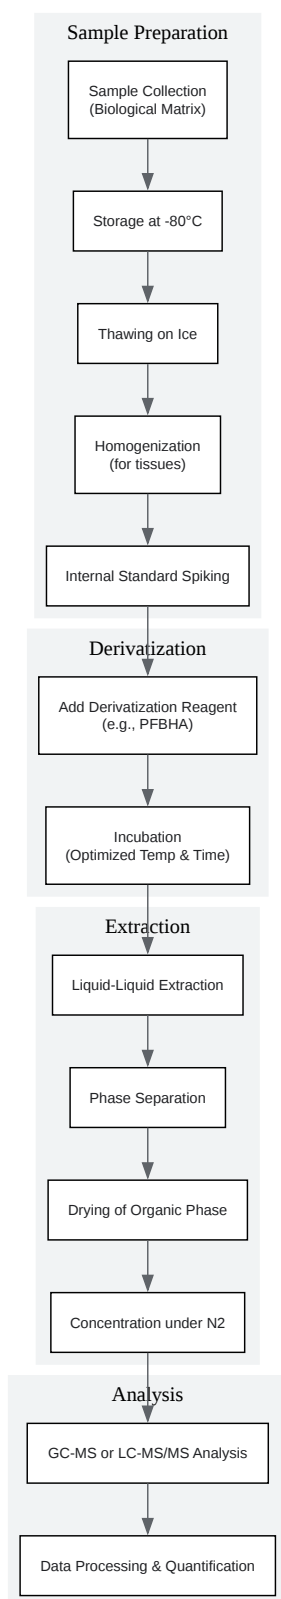 Sample Preparation
Sample Collection
(Biological Matrix)
Storage at -80°C
Thawing on Ice
Homogenization
(for tissues)
Internal Standard Spiking
Derivatization
Add Derivatization Reagent
(e.g., PFBHA)
Incubation
(Optimized Temp & Time)
Extraction
Liquid-Liquid Extraction
Phase Separation
Drying of Organic Phase
Concentration under N2
Analysis
GC-MS or LC-MS/MS Analysis
Data Processing & Quantification